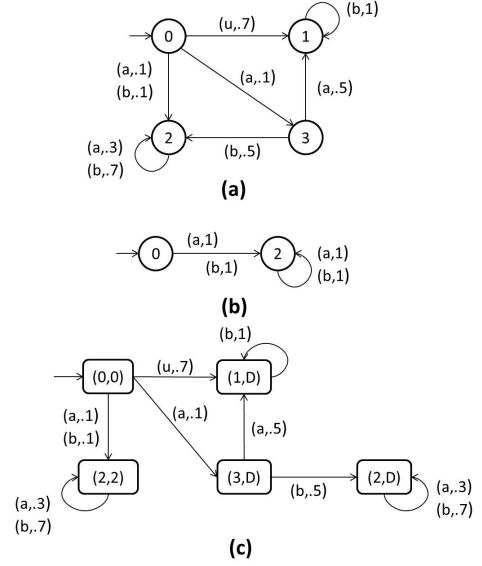 (b,1)
0
(u,.7)
1
(a,.1)
(b,.1)
(a,.1)
(a,.5)
2
3
(a,.3)
(b,.7)
(b,.5)
(a)
0
(a,1)
(b,1)
2
(a,1)
(b,1)
(b)
(b,1)
(0,0)
(u,.7)
(1,D)
(a,.1)
(b,.1)
(a,.1)
(a,.5)
(2,2)
(3,D)
(2,D)
(b,.5)
(a,.3)
(b,.7)
(a,.3)
(b,.7)
(c)